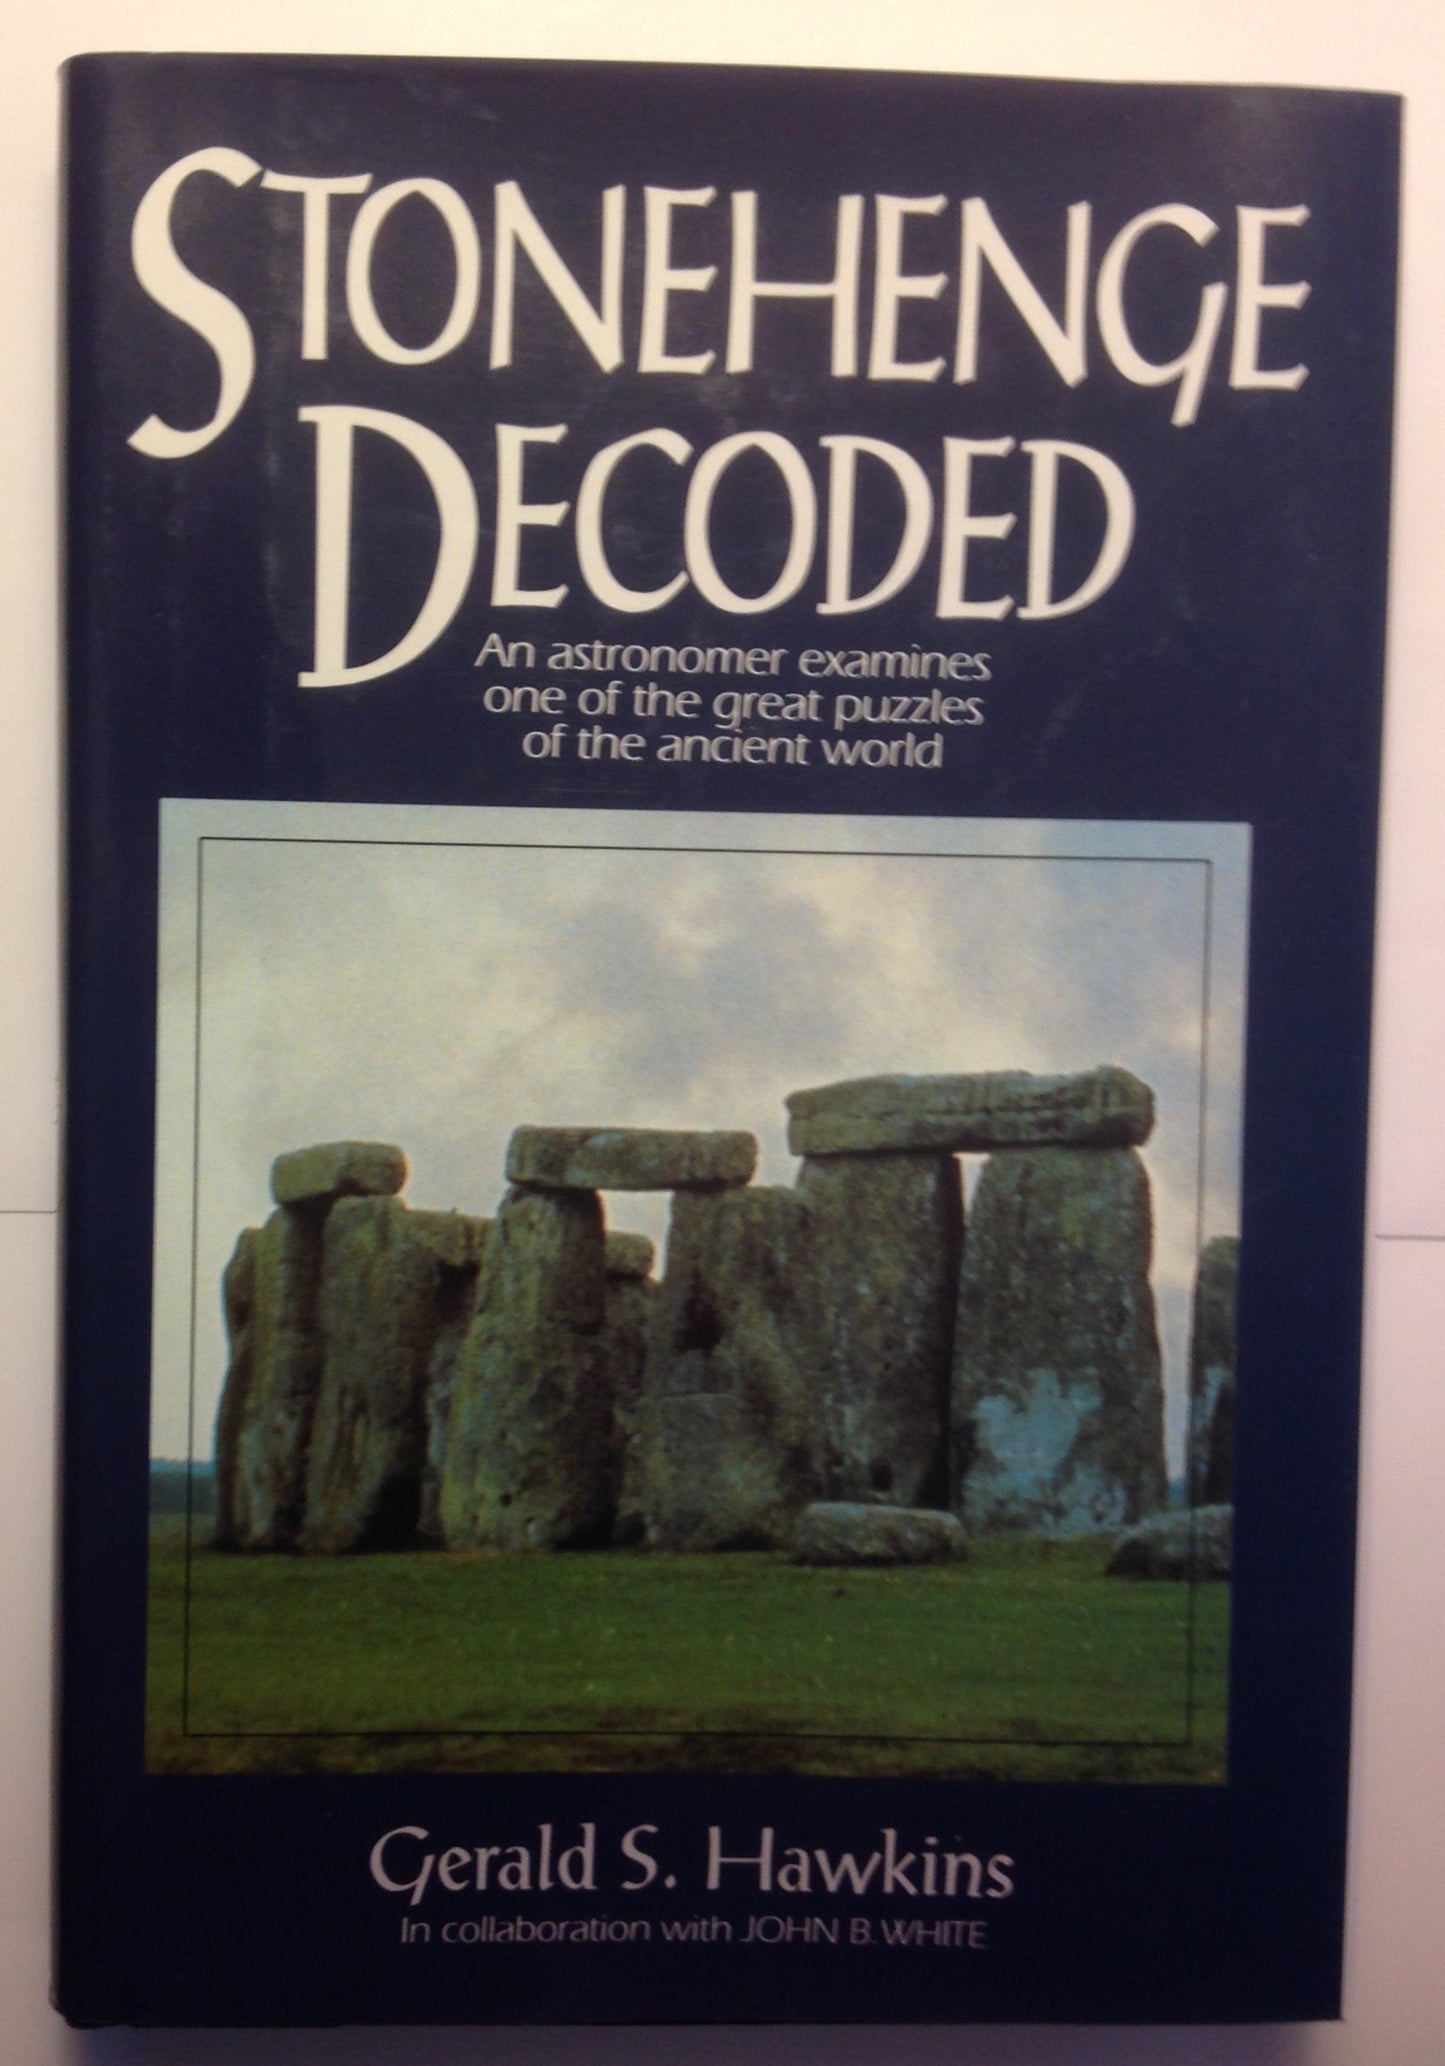 STONEHENGE
DECODED
An astronomer examines
one of the great puzzles
of the ancient world
Gerald S. Hawkins
In collaboration with JOHN B. WHITE